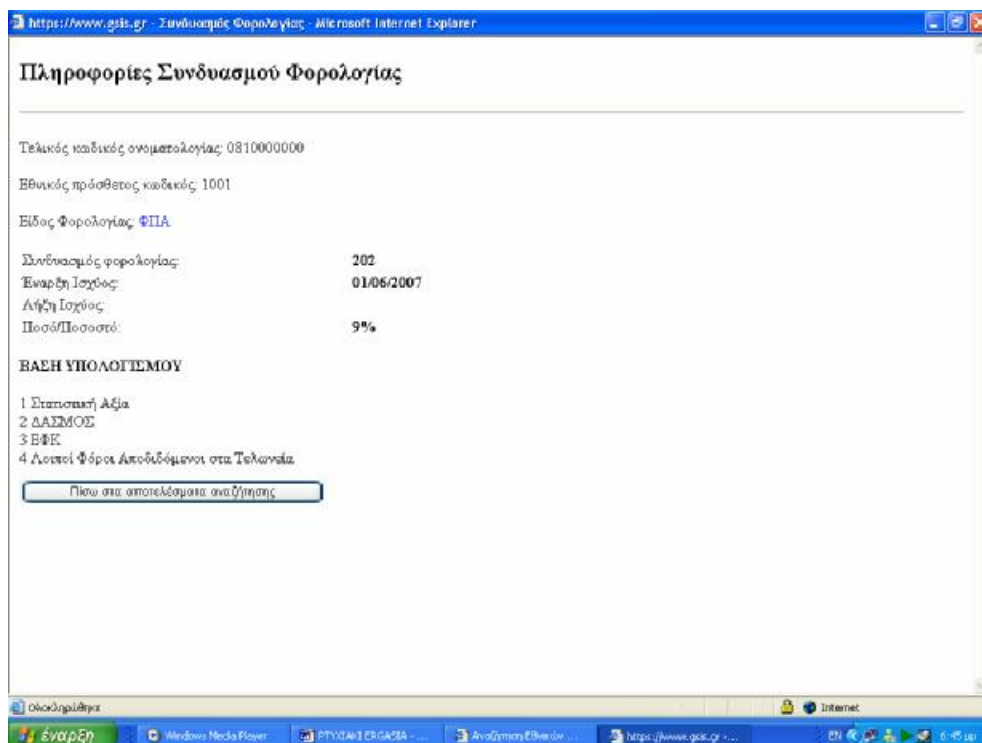 https://www.gsis.gr - Συνδυασμός Φορολογίας - Microsoft Internet Explorer
Πληροφορίες Συνδυασμού Φορολογίας
Τελικός κωδικός ονοματολογίας: 0810000000
Εθνικός πρόσθετος κωδικός: 1001
Είδος Φορολογίας: ΦΠΑ
Συνδυασμός φορολογίας: 202
Έναρξη Ισχύος: 01/06/2007
Λήξη Ισχύος:
Ποσό/Ποσοστό: 9%
ΒΑΣΗ ΥΠΟΛΟΓΙΣΜΟΥ
1 Στατιστική Αξία
2 ΔΑΣΜΟΣ
3 ΕΦΚ
4 Λοιποί Φόροι Αποδιδόμενοι στα Τελωνεία
Πίσω στα αποτελέσματα αναζήτησης
Ολοκληρώθηκε Internet
έναρξη Windows Media Player PTYXIAKI ERGASIA - ... Αναζήτηση Εθνικών ... https://www.gsis.gr -... EN 6:45 μμ